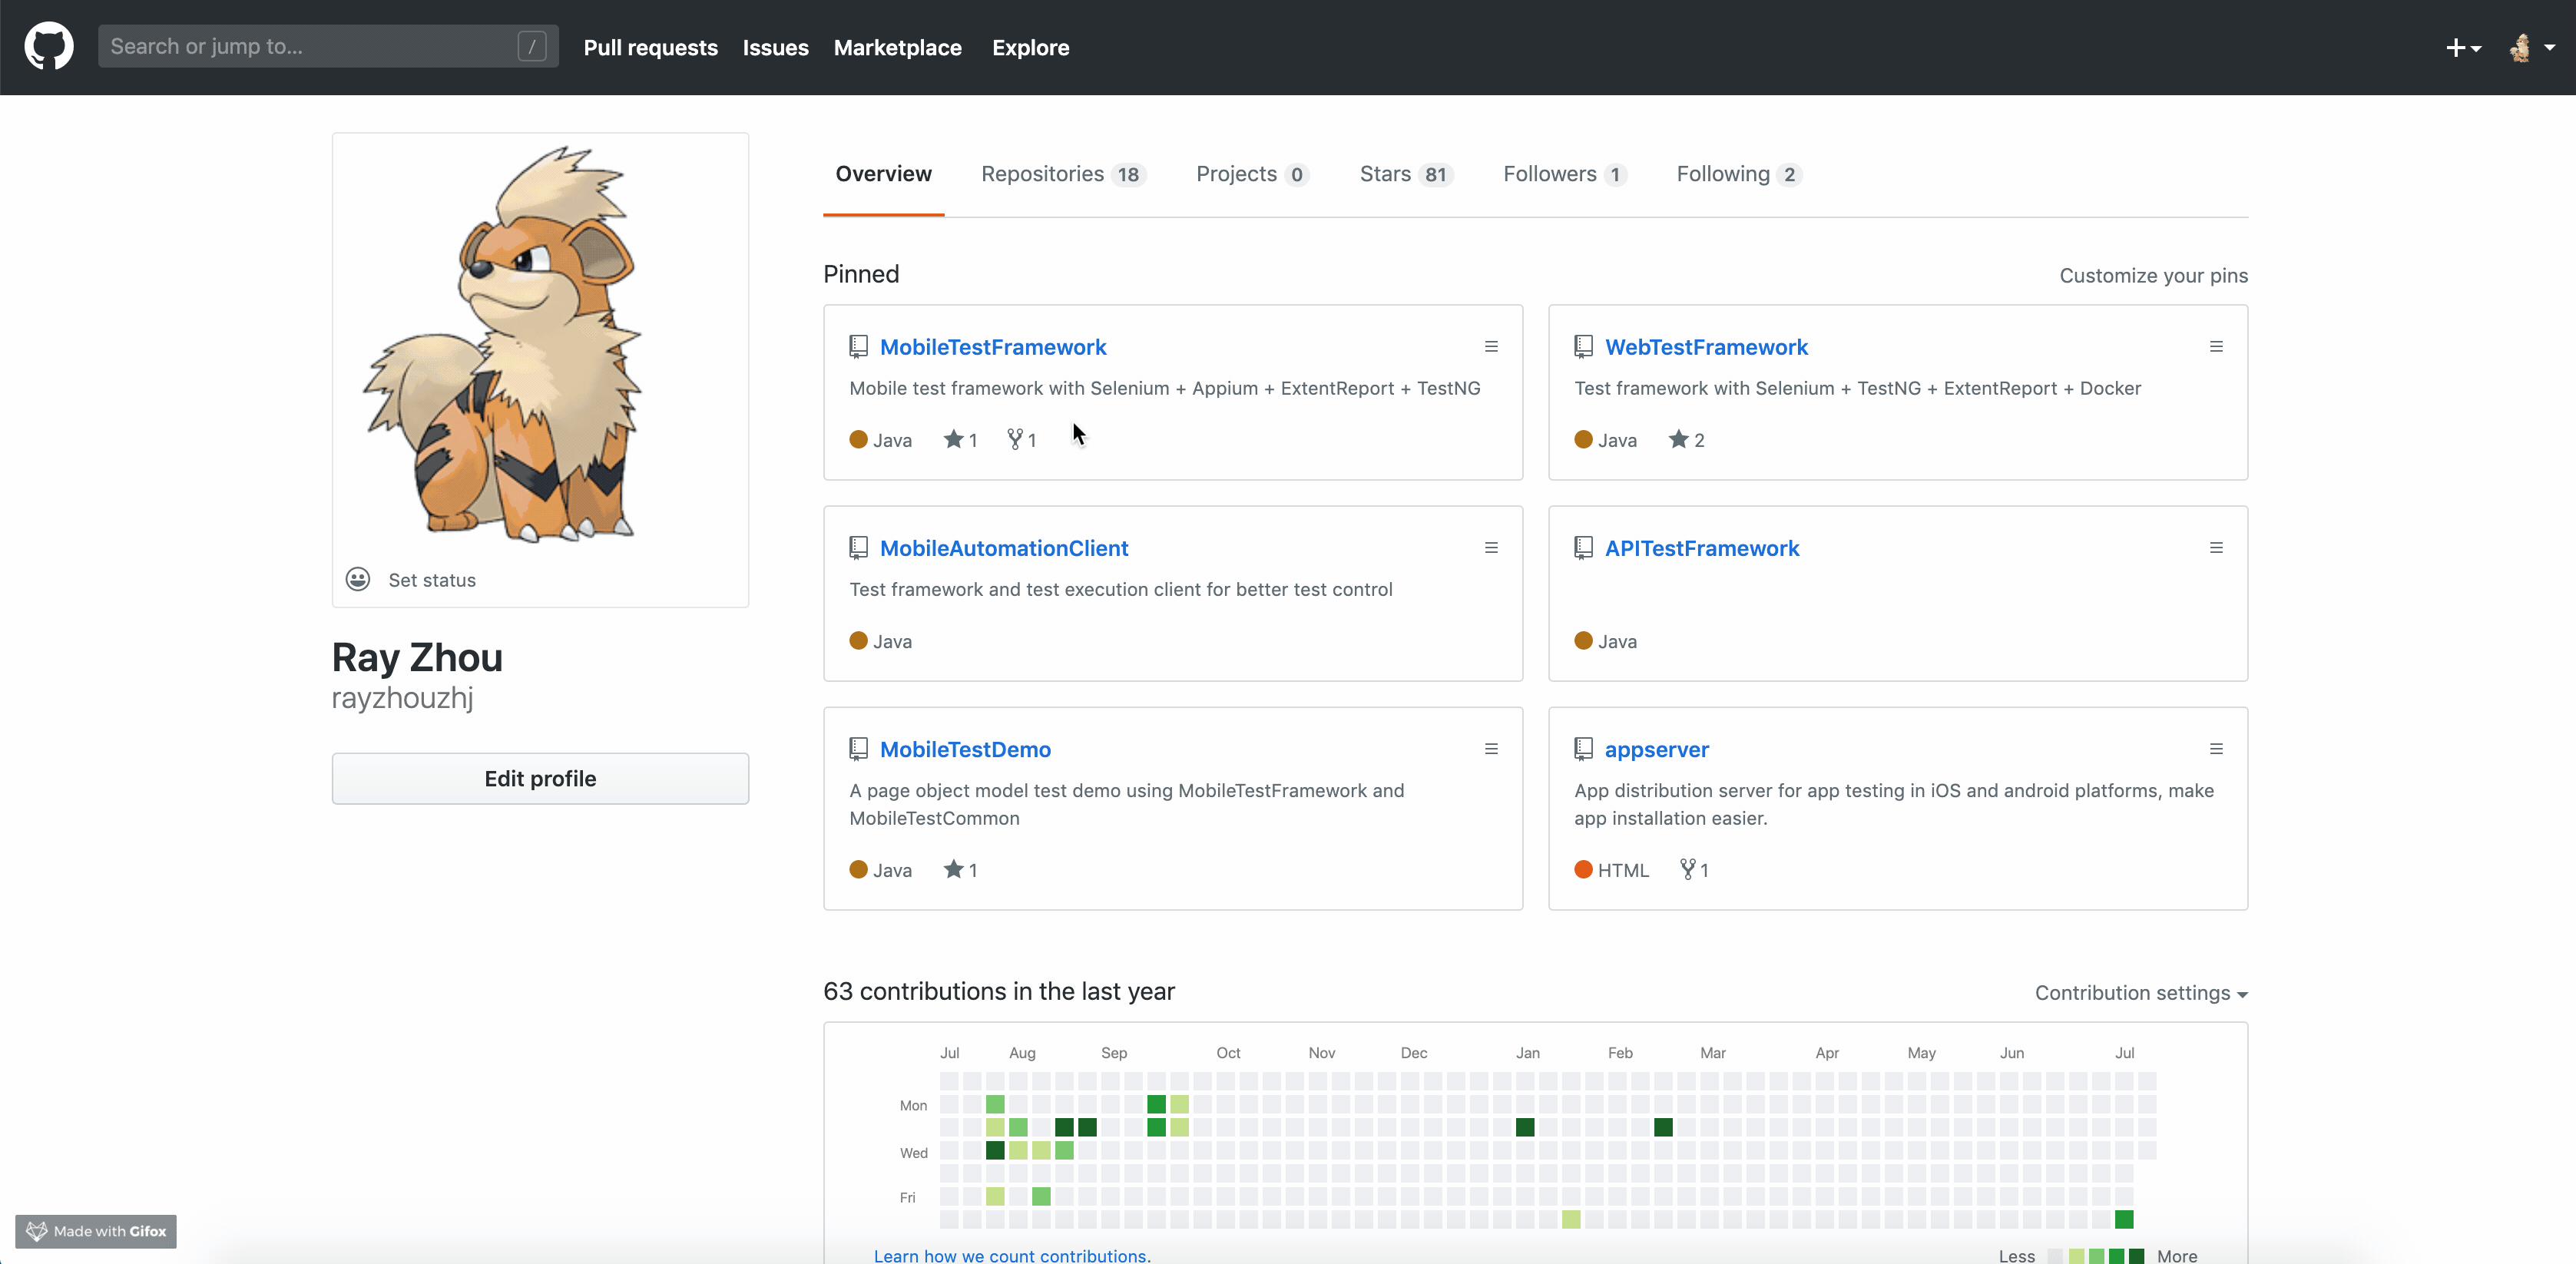 Search or jump to... /
Pull requests Issues Marketplace Explore
Set status
Ray Zhou
rayzhouzhj
Edit profile
Overview Repositories 18 Projects 0 Stars 81 Followers 1 Following 2
Pinned Customize your pins
MobileTestFramework
Mobile test framework with Selenium + Appium + ExtentReport + TestNG
Java 1 1
WebTestFramework
Test framework with Selenium + TestNG + ExtentReport + Docker
Java 2
MobileAutomationClient
Test framework and test execution client for better test control
Java
APITestFramework
Java
MobileTestDemo
A page object model test demo using MobileTestFramework and
MobileTestCommon
Java 1
appserver
App distribution server for app testing in iOS and android platforms, make
app installation easier.
HTML 1
63 contributions in the last year Contribution settings
Jul Aug Sep Oct Nov Dec Jan Feb Mar Apr May Jun Jul
Mon
Wed
Fri
Learn how we count contributions. Less More
Made with Gifox